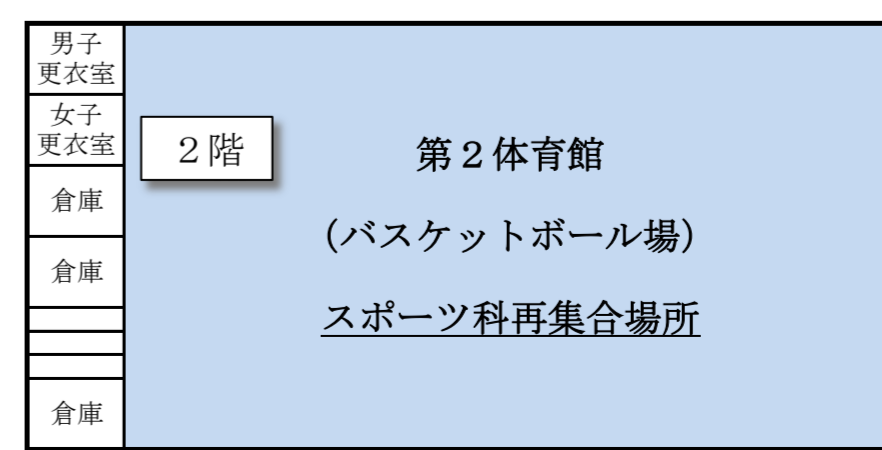 男子
更衣室
女子
更衣室
倉庫
倉庫
倉庫
２階
第２体育館
(バスケットボール場)
スポーツ科再集合場所